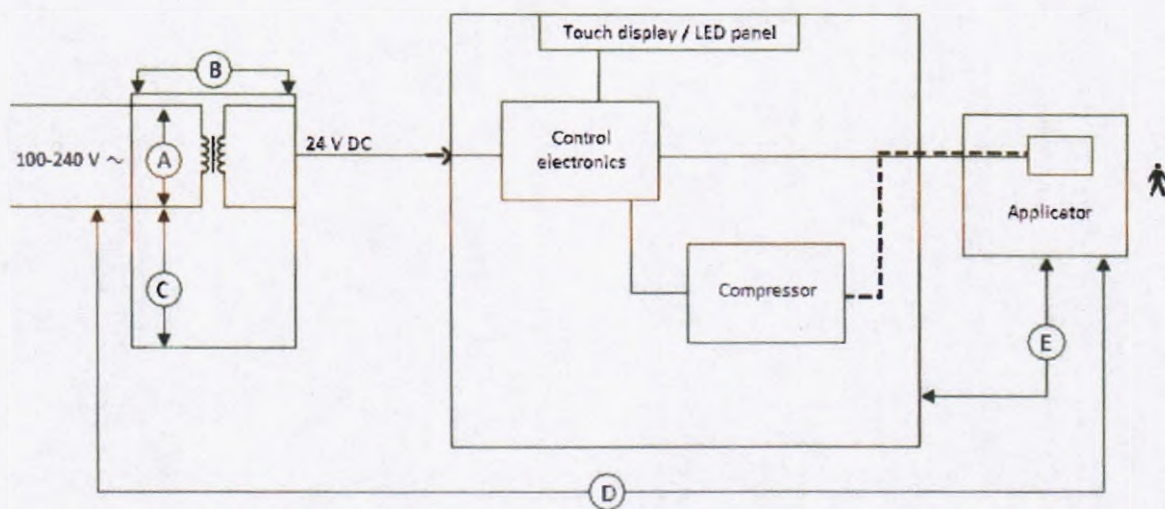 Touch display / LED panel
B
100-240 V ~
A
24 V DC
Control
electronics
Applicator
C
Compressor
E
D